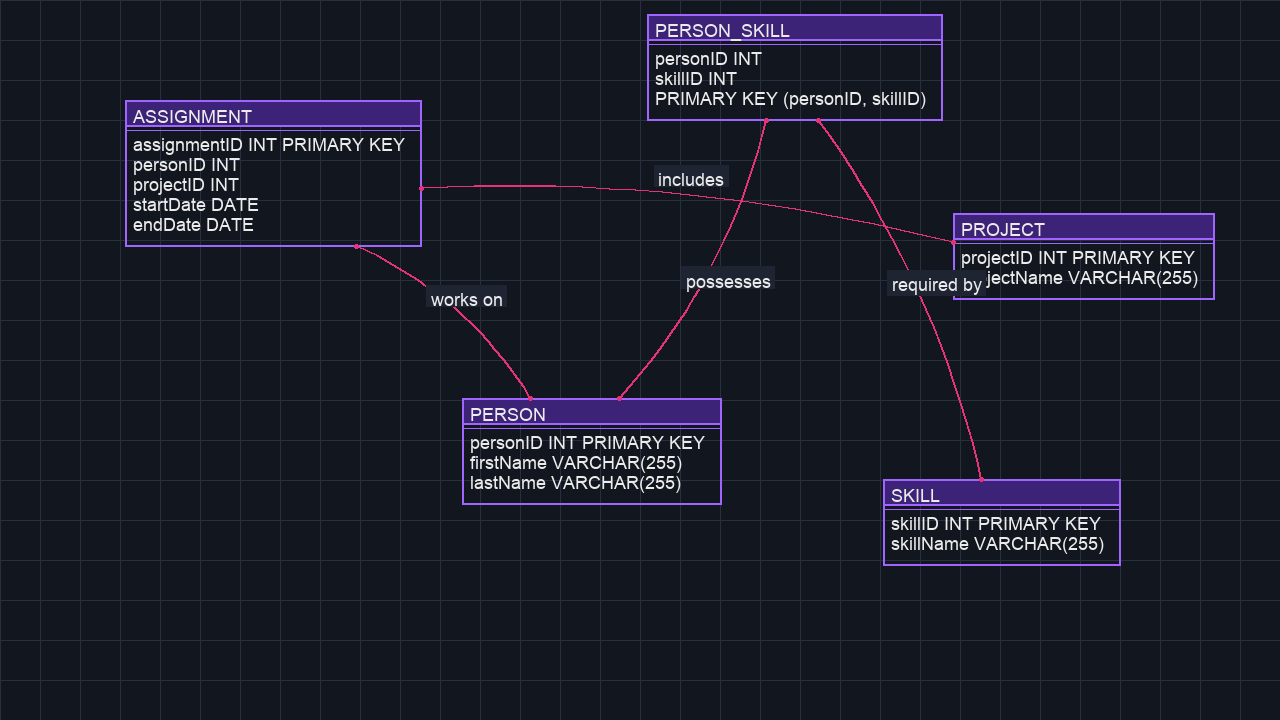 PERSON_SKILL
personID INT
skillID INT
PRIMARY KEY (personID, skillID)
ASSIGNMENT
assignmentID INT PRIMARY KEY
personID INT
projectID INT
startDate DATE
endDate DATE
includes
PROJECT
projectID INT PRIMARY KEY
jectName VARCHAR(255)
possesses
required by
works on
PERSON
personID INT PRIMARY KEY
firstName VARCHAR(255)
lastName VARCHAR(255)
SKILL
skillID INT PRIMARY KEY
skillName VARCHAR(255)